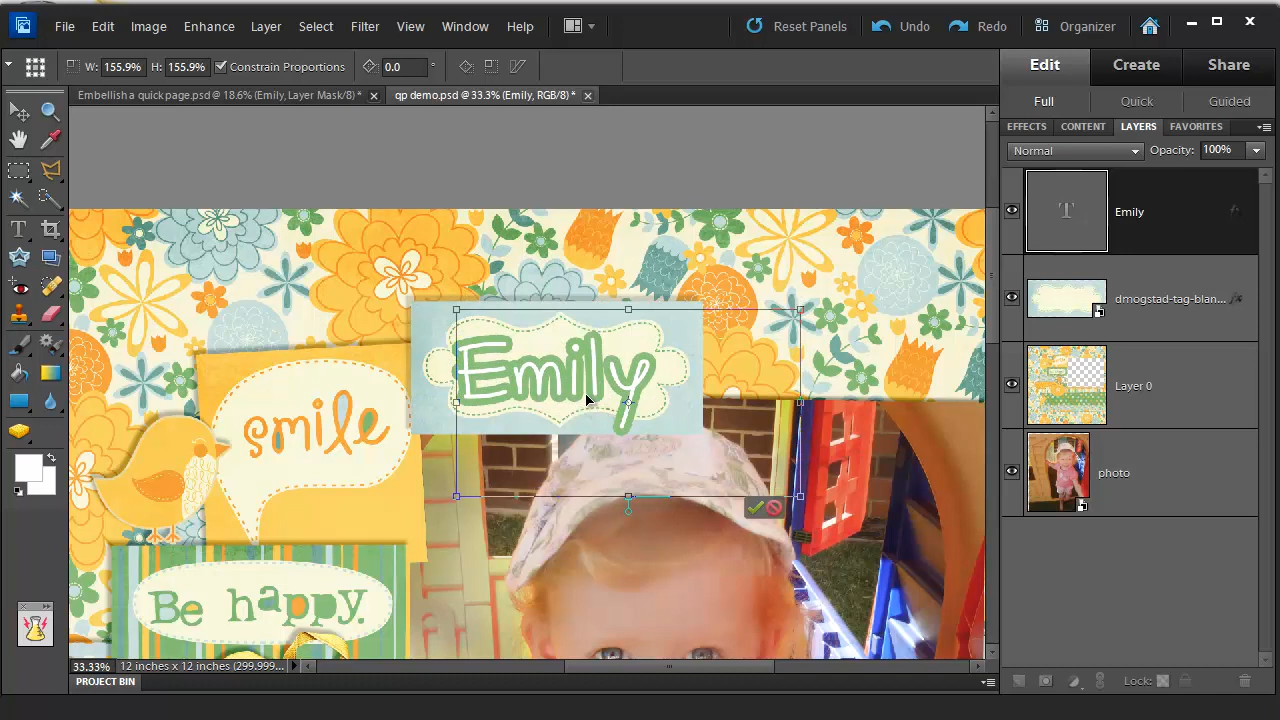 File Edit Image Enhance Layer Select Filter View Window Help Reset Panels Undo Redo Organizer
W: 155.9% H: 155.9% Constrain Proportions 0.0 °
Edit Create Share
Embellish a quick page.psd @ 18.6% (Emily, Layer Mask/8) * qp demo.psd @ 33.3% (Emily, RGB/8) *
Full Quick Guided
EFFECTS CONTENT LAYERS FAVORITES
Normal Opacity: 100%
T Emily
dmogstad-tag-blan...
Layer 0
photo
Emily
smile
Be happy.
33.33% 12 inches x 12 inches (299.999...
PROJECT BIN
Lock: